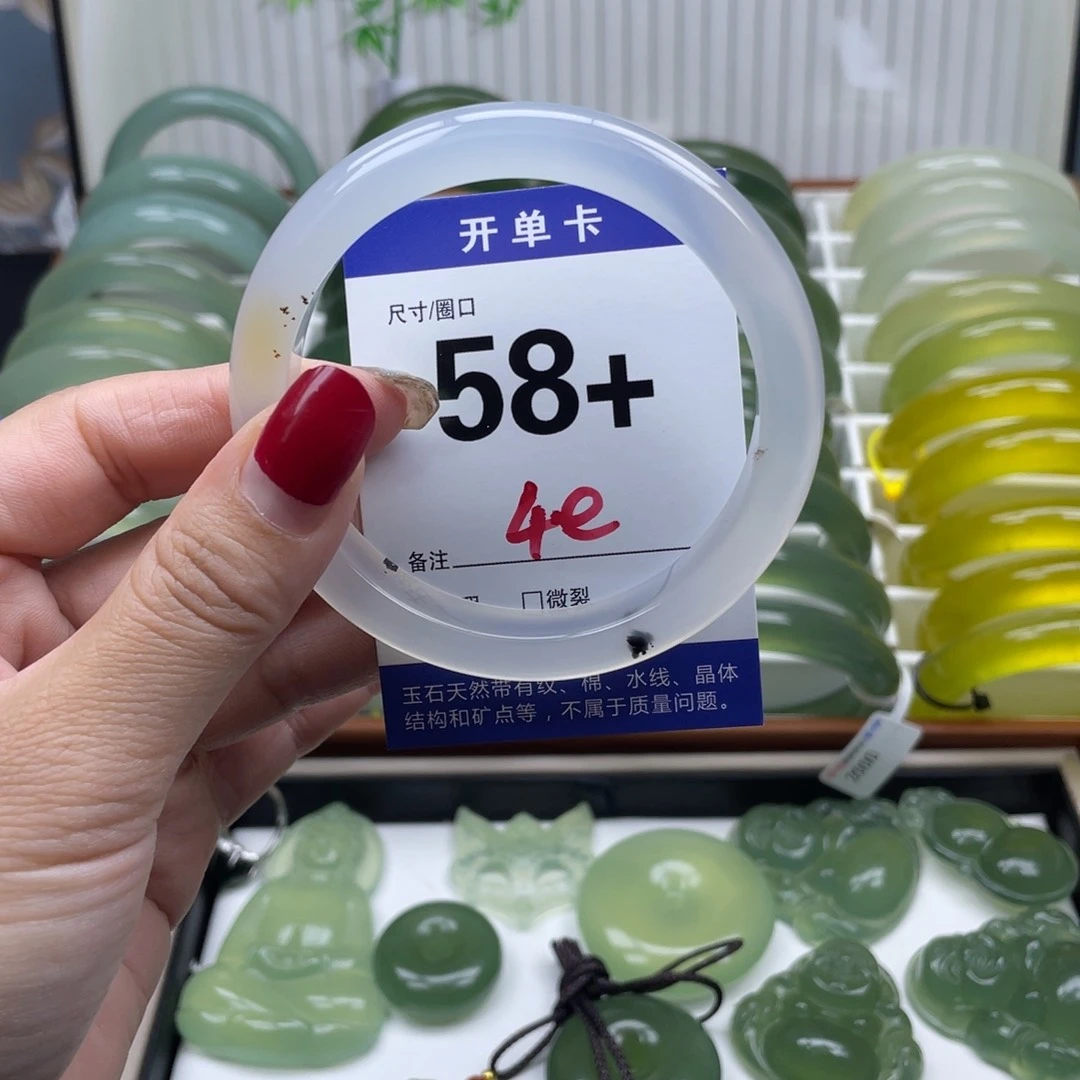 开单卡
尺寸/圈口
58+
4e
备注
微裂
玉石天然带有纹、棉、水线、晶体
结构和矿点等，不属于质量问题。